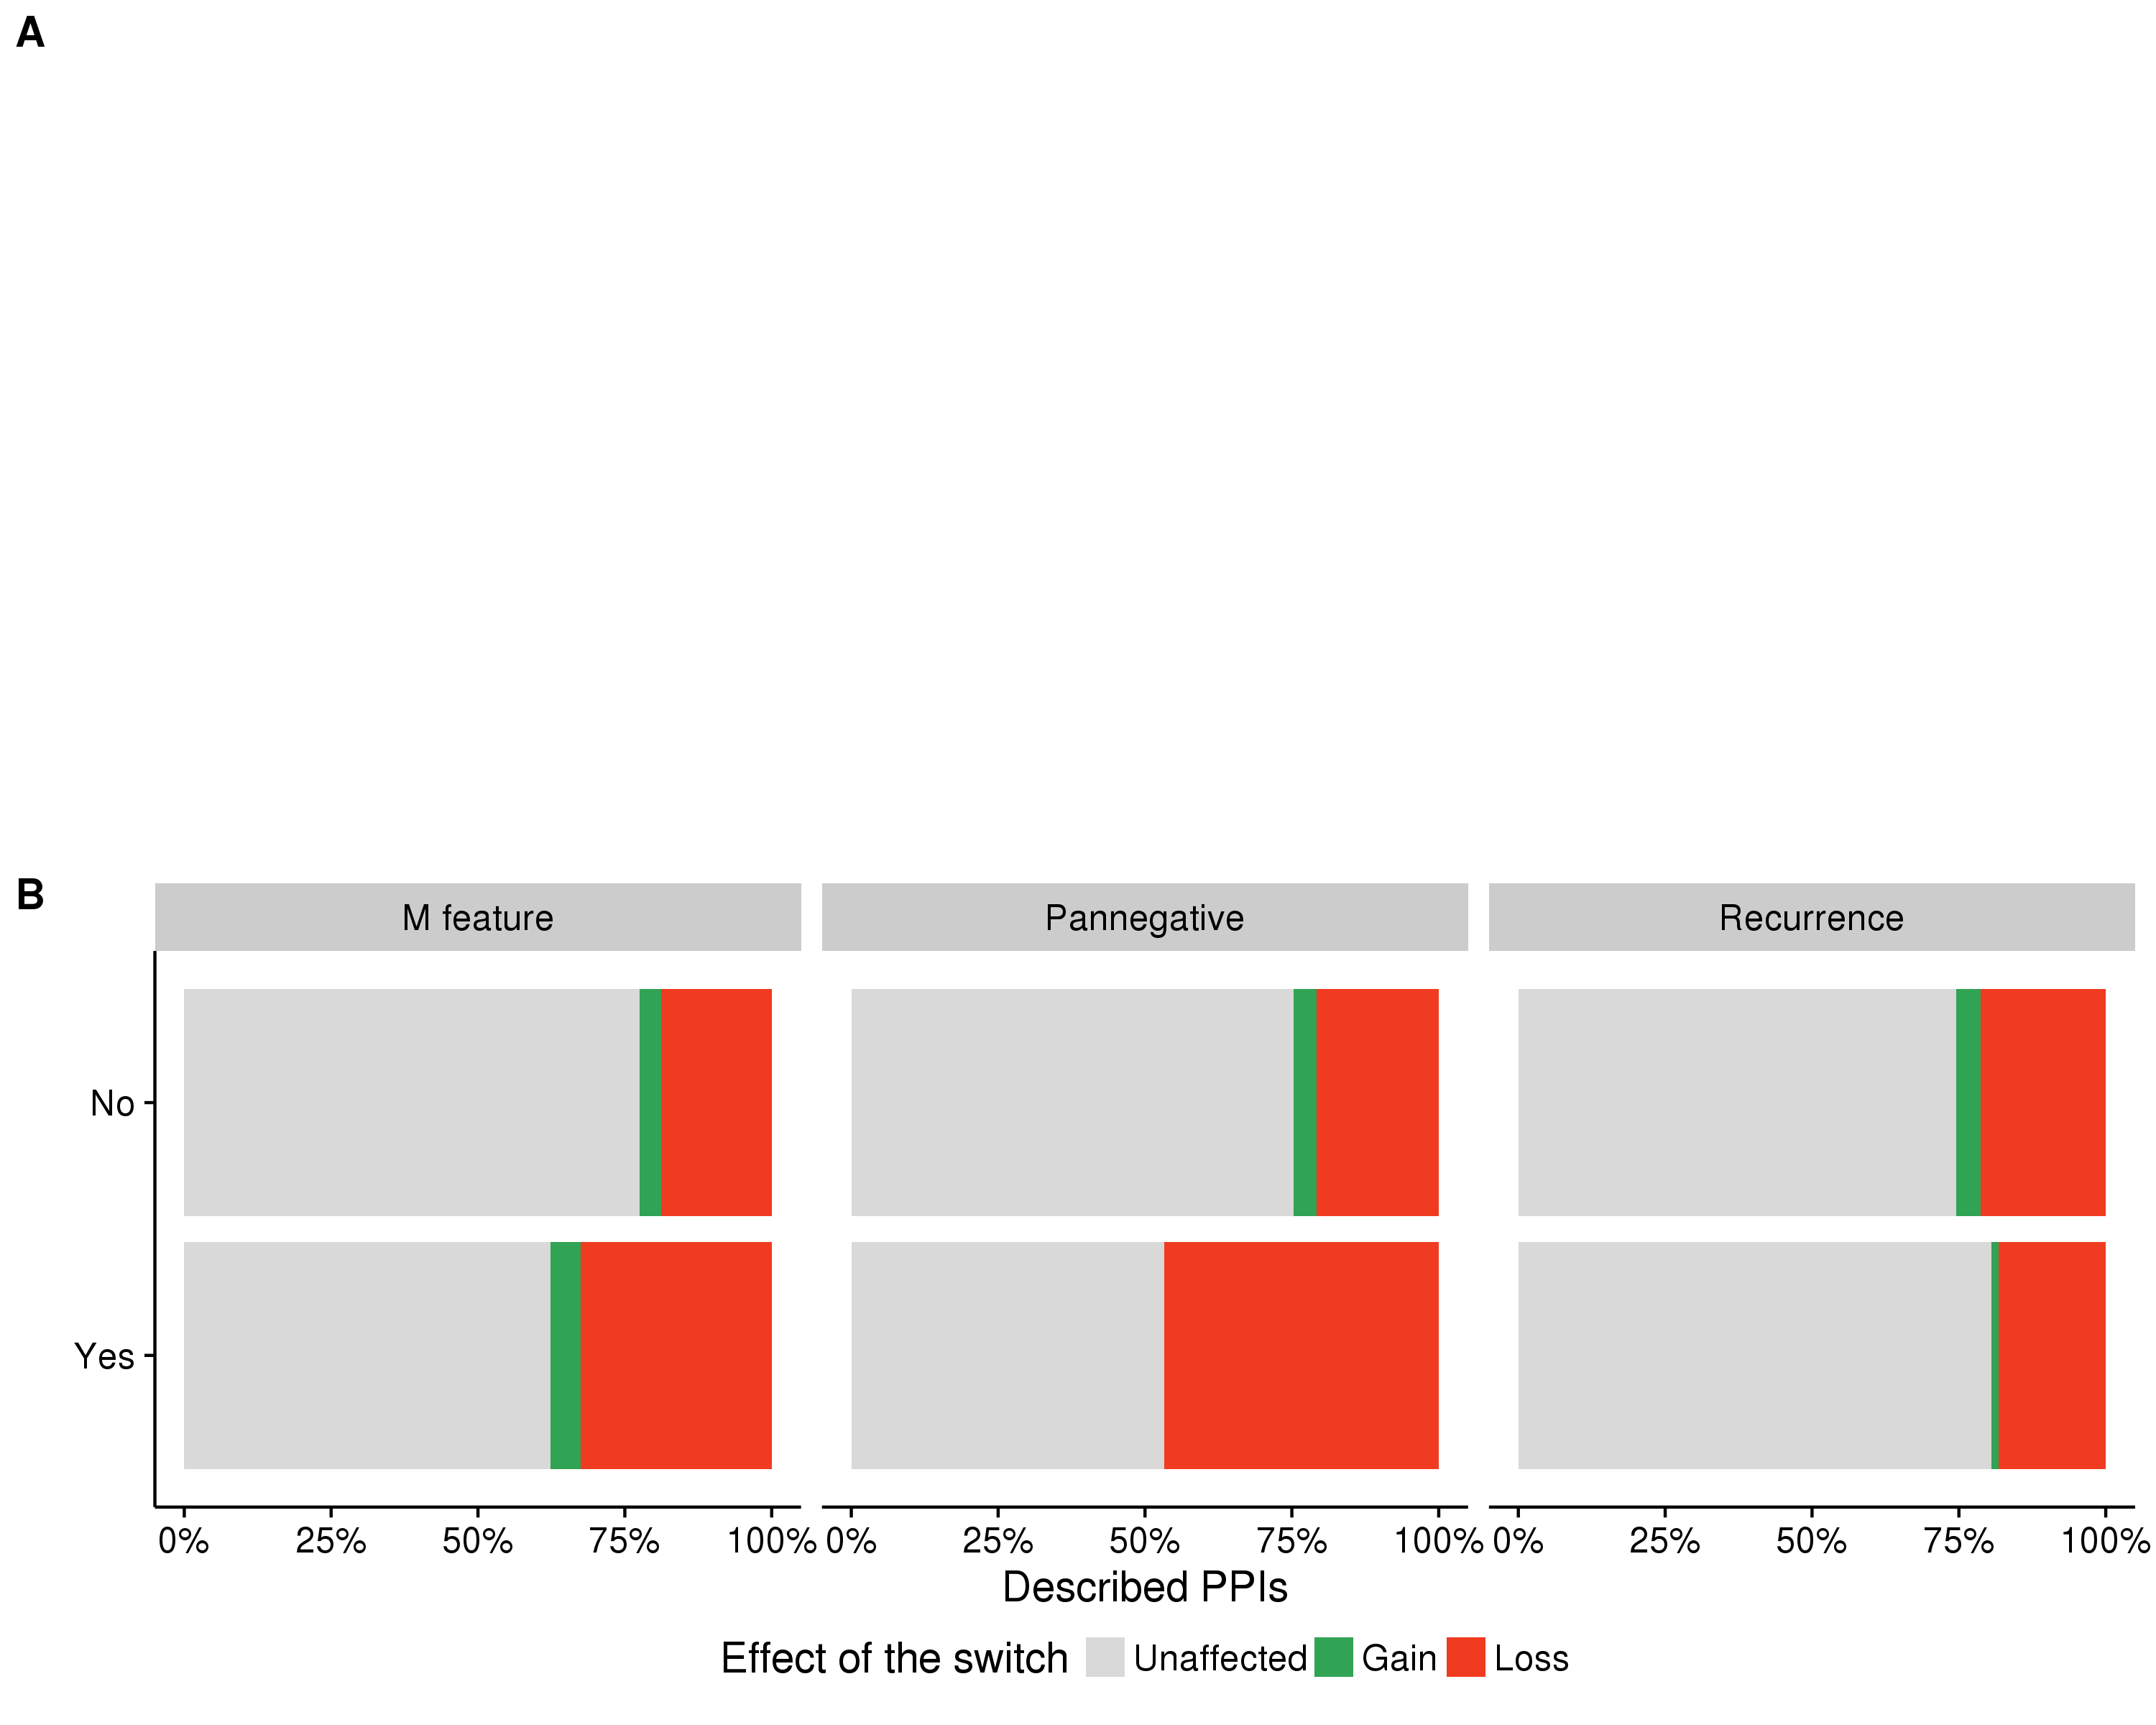 A
B
M feature Pannegative Recurrence
No
Yes
0% 25% 50% 75% 100% 0% 25% 50% 75% 100% 0% 25% 50% 75% 100%
Described PPIs
Effect of the switch Unaffected Gain Loss